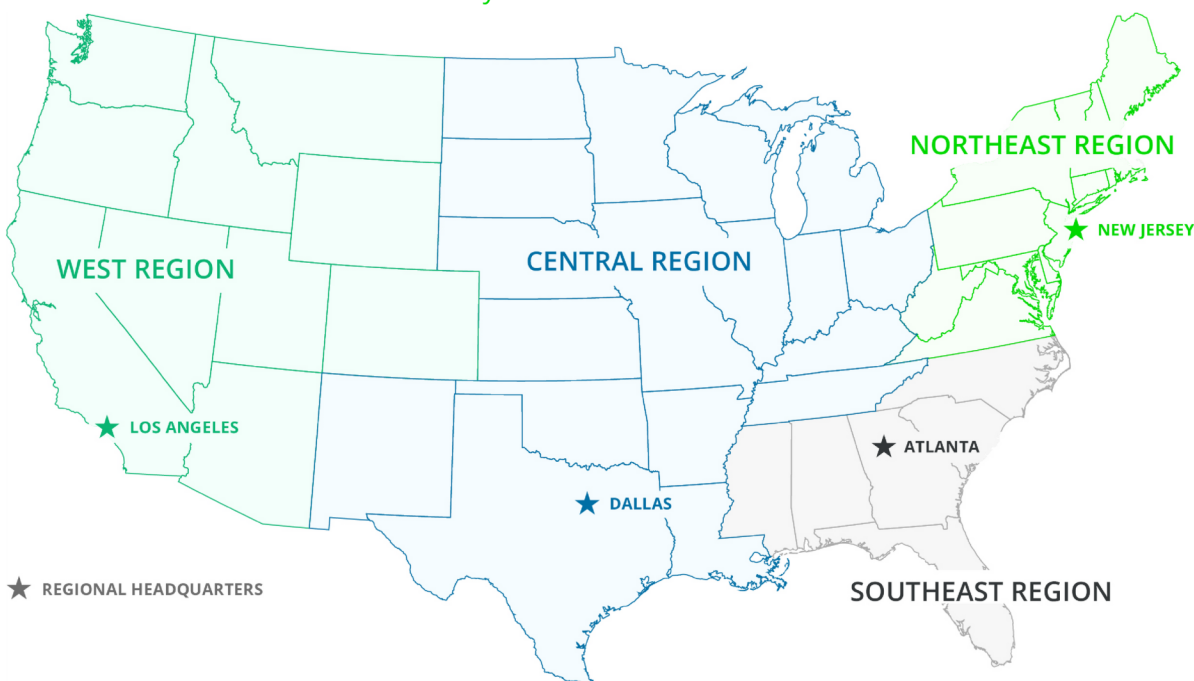 NORTHEAST REGION
NEW JERSEY
WEST REGION
CENTRAL REGION
LOS ANGELES
ATLANTA
DALLAS
REGIONAL HEADQUARTERS
SOUTHEAST REGION